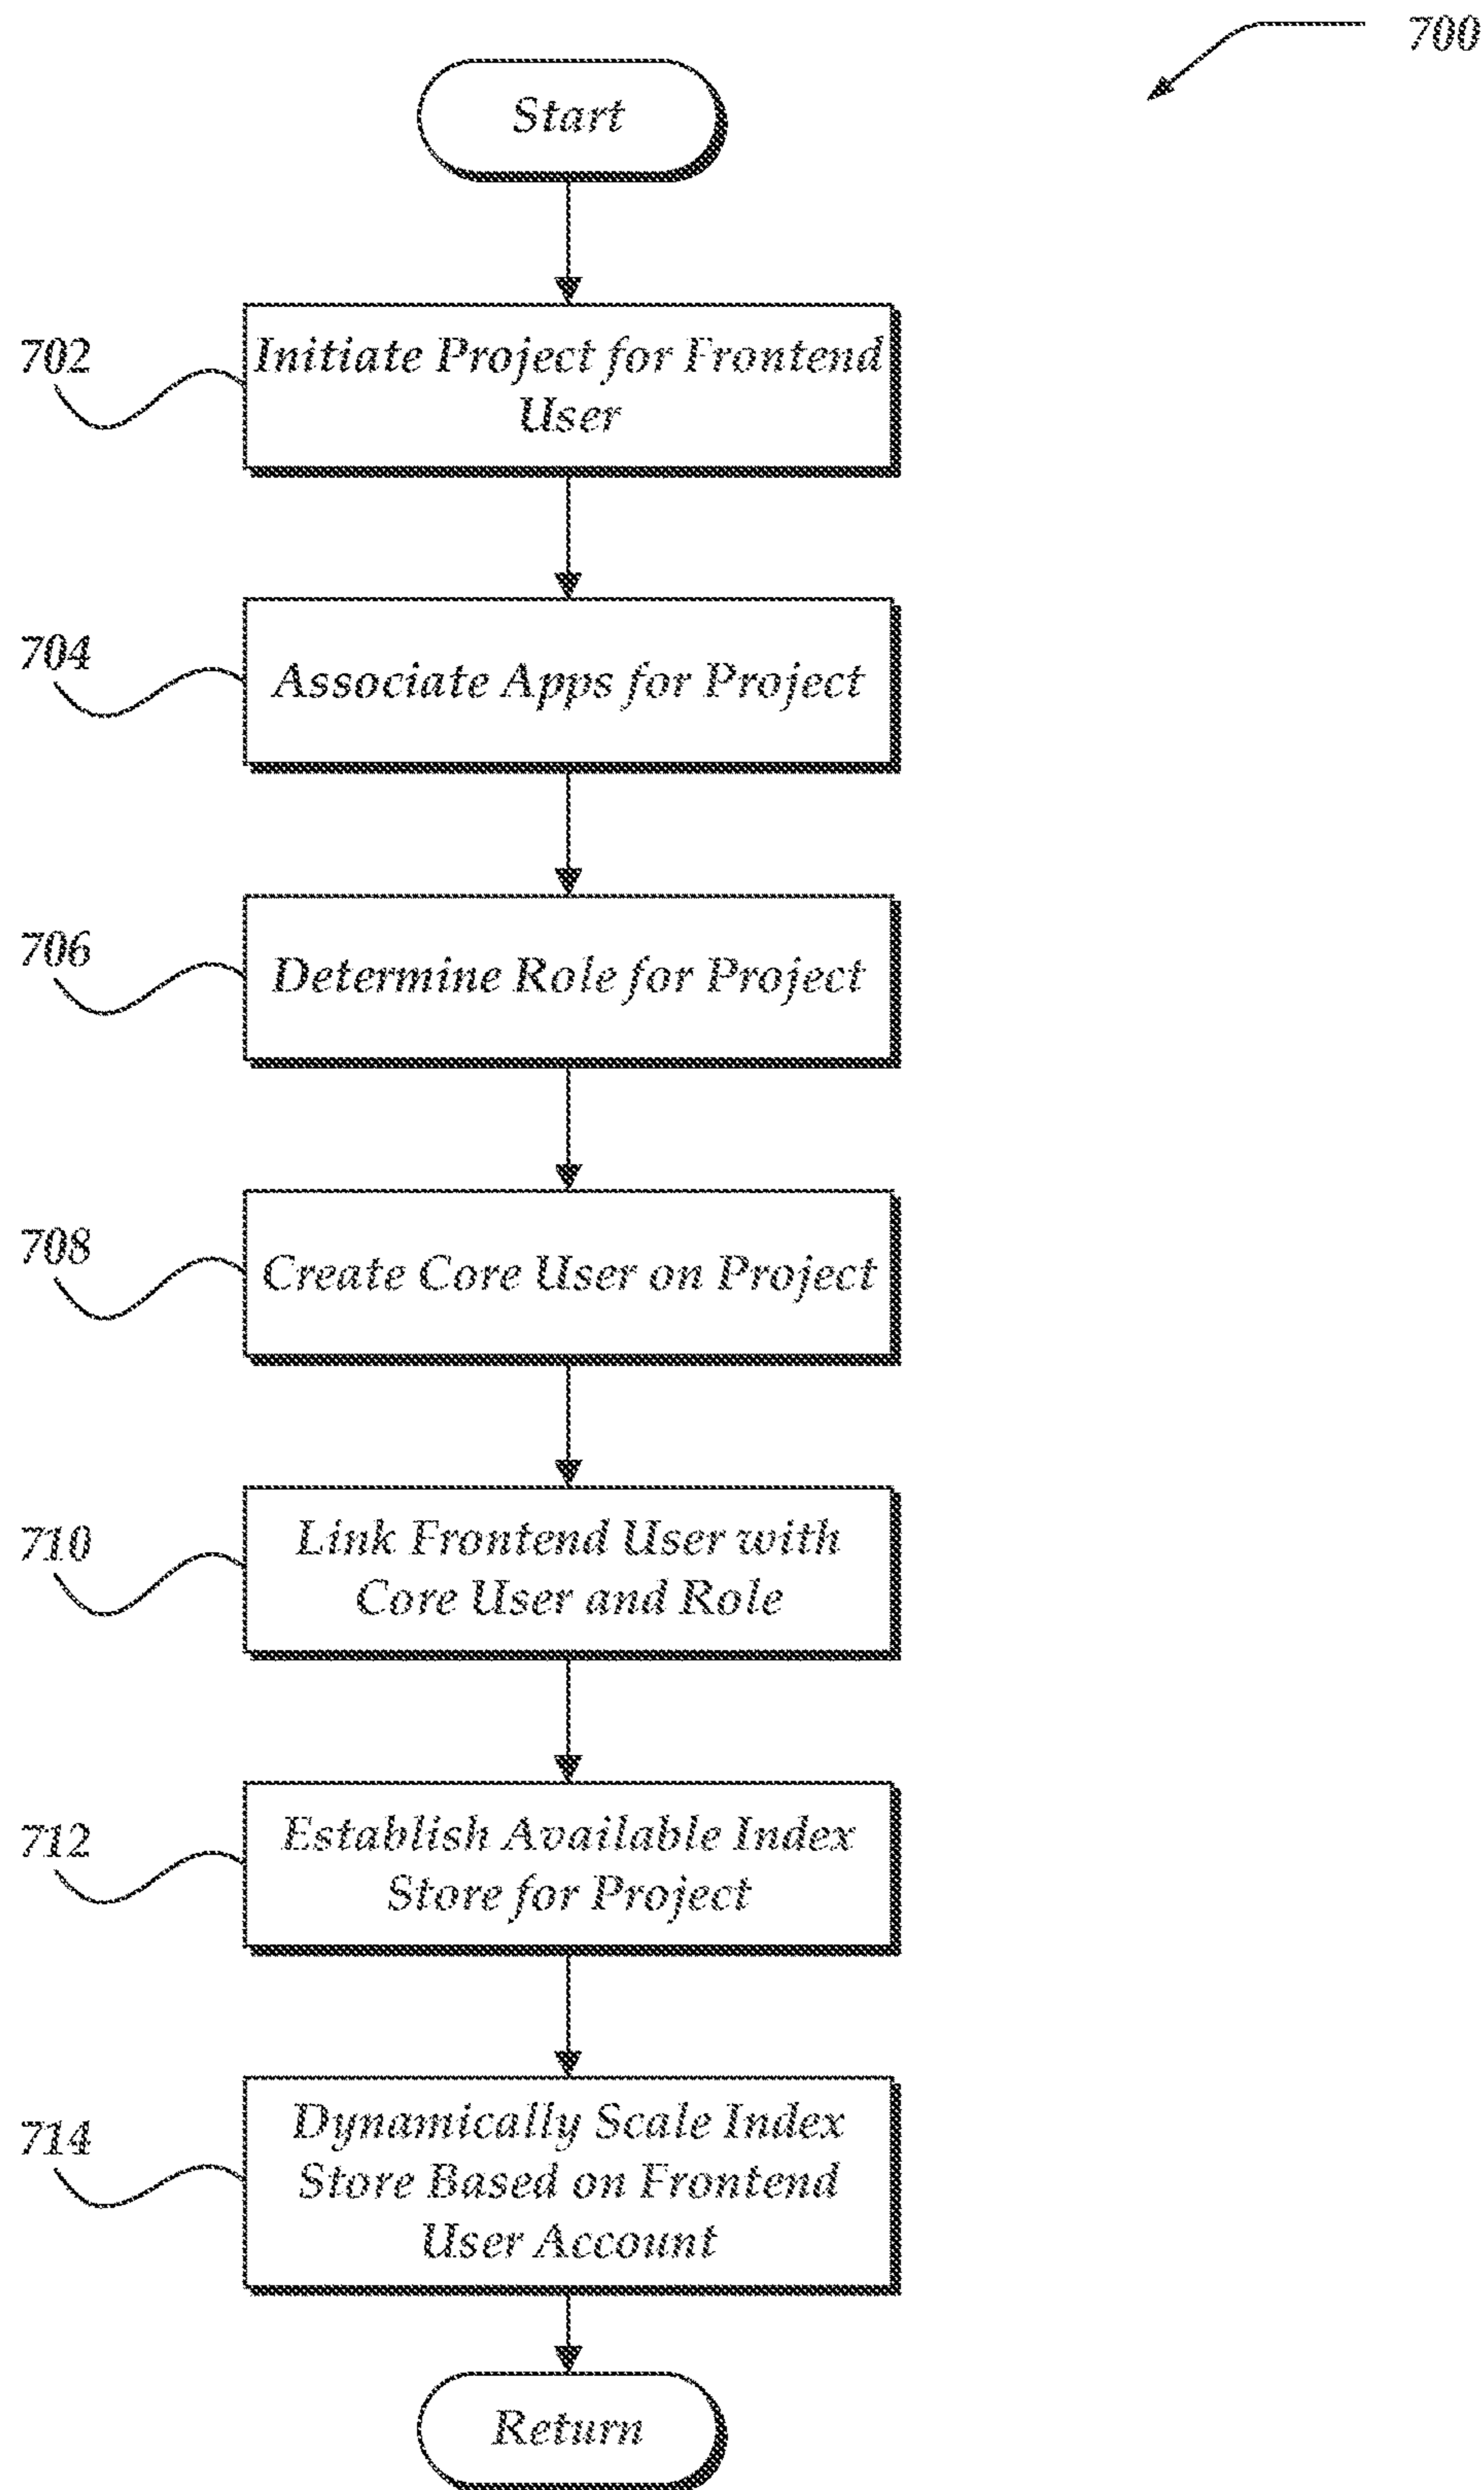 700
Start
702
Initiate Project for Frontend
User
704
Associate Apps for Project
706
Determine Role for Project
708
Create Core User on Project
710
Link Frontend User with
Core User and Role
712
Establish Available Index
Store for Project
714
Dynamically Scale Index
Store Based on Frontend
User Account
Return